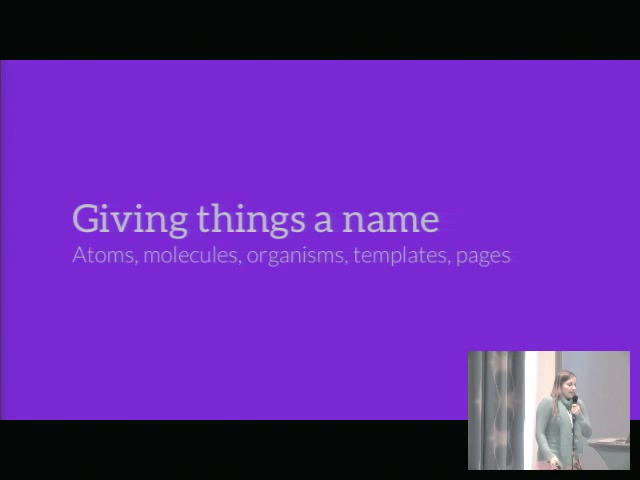 Giving things a name
Atoms, molecules, organisms, templates, pages